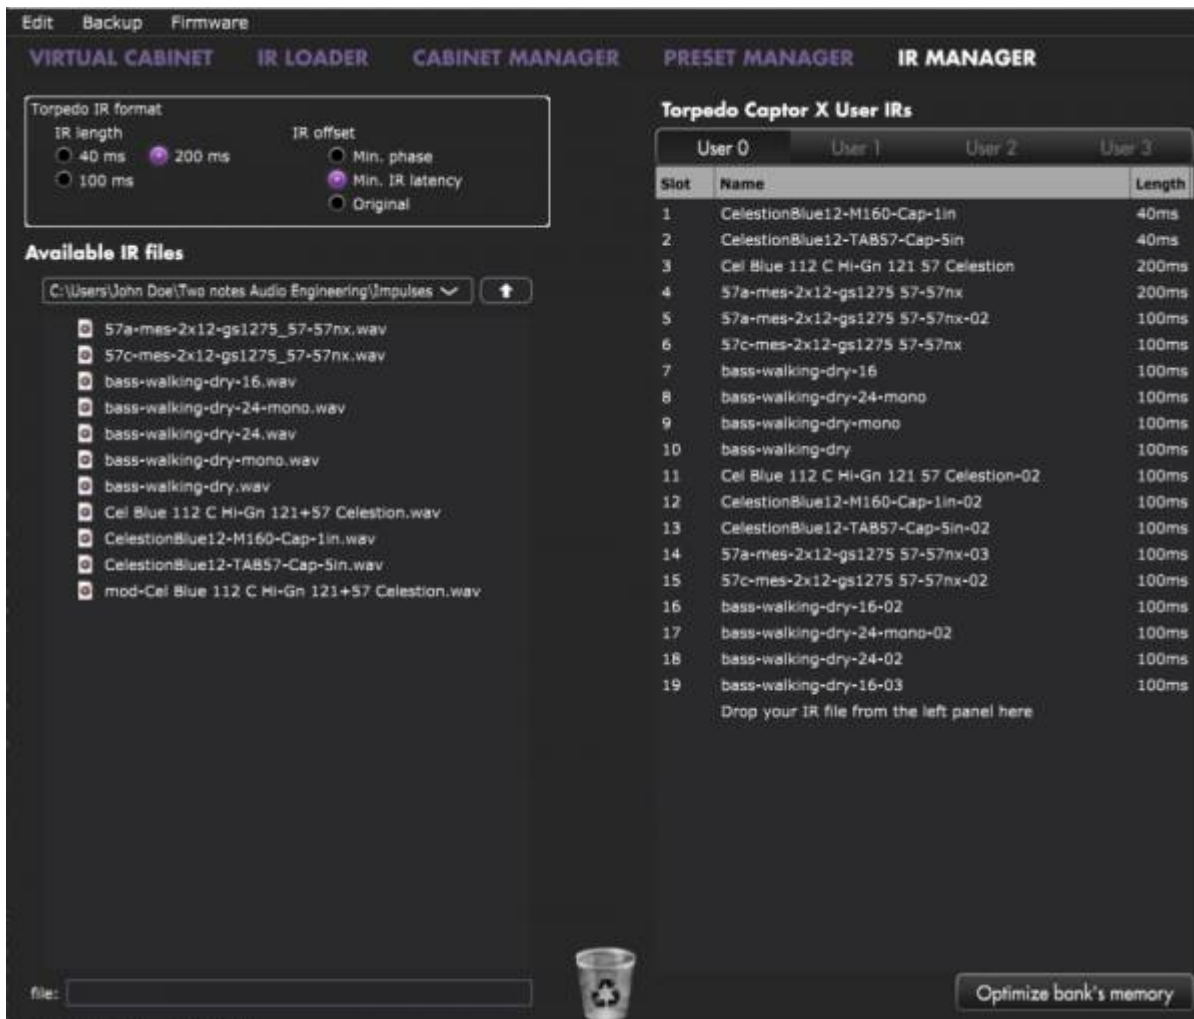 Edit Backup Firmware
VIRTUAL CABINET IR LOADER CABINET MANAGER PRESET MANAGER IR MANAGER
Torpedo IR format
IR length
40 ms 200 ms
100 ms
IR offset
Min. phase
Min. IR latency
Original
Available IR files
C:\Users\John Doe\Two notes Audio Engineering\Impulses
57a-mes-2x12-gs1275_57-57nx.wav
57c-mes-2x12-gs1275_57-57nx.wav
bass-walking-dry-16.wav
bass-walking-dry-24-mono.wav
bass-walking-dry-24.wav
bass-walking-dry-mono.wav
bass-walking-dry.wav
Cel Blue 112 C Hi-Gn 121+57 Celestion.wav
CelestionBlue12-M160-Cap-1in.wav
CelestionBlue12-TAB57-Cap-5in.wav
mod-Cel Blue 112 C Hi-Gn 121+57 Celestion.wav
file:
Torpedo Captor X User IRs
User 0 User 1 User 2 User 3
Slot Name Length
1 CelestionBlue12-M160-Cap-1in 40ms
2 CelestionBlue12-TAB57-Cap-5in 40ms
3 Cel Blue 112 C Hi-Gn 121 57 Celestion 200ms
4 57a-mes-2x12-gs1275 57-57nx 200ms
5 57a-mes-2x12-gs1275 57-57nx-02 100ms
6 57c-mes-2x12-gs1275 57-57nx 100ms
7 bass-walking-dry-16 100ms
8 bass-walking-dry-24-mono 100ms
9 bass-walking-dry-mono 100ms
10 bass-walking-dry 100ms
11 Cel Blue 112 C Hi-Gn 121 57 Celestion-02 100ms
12 CelestionBlue12-M160-Cap-1in-02 100ms
13 CelestionBlue12-TAB57-Cap-5in-02 100ms
14 57a-mes-2x12-gs1275 57-57nx-03 100ms
15 57c-mes-2x12-gs1275 57-57nx-02 100ms
16 bass-walking-dry-16-02 100ms
17 bass-walking-dry-24-mono-02 100ms
18 bass-walking-dry-24-02 100ms
19 bass-walking-dry-16-03 100ms
Drop your IR file from the left panel here
Optimize bank's memory